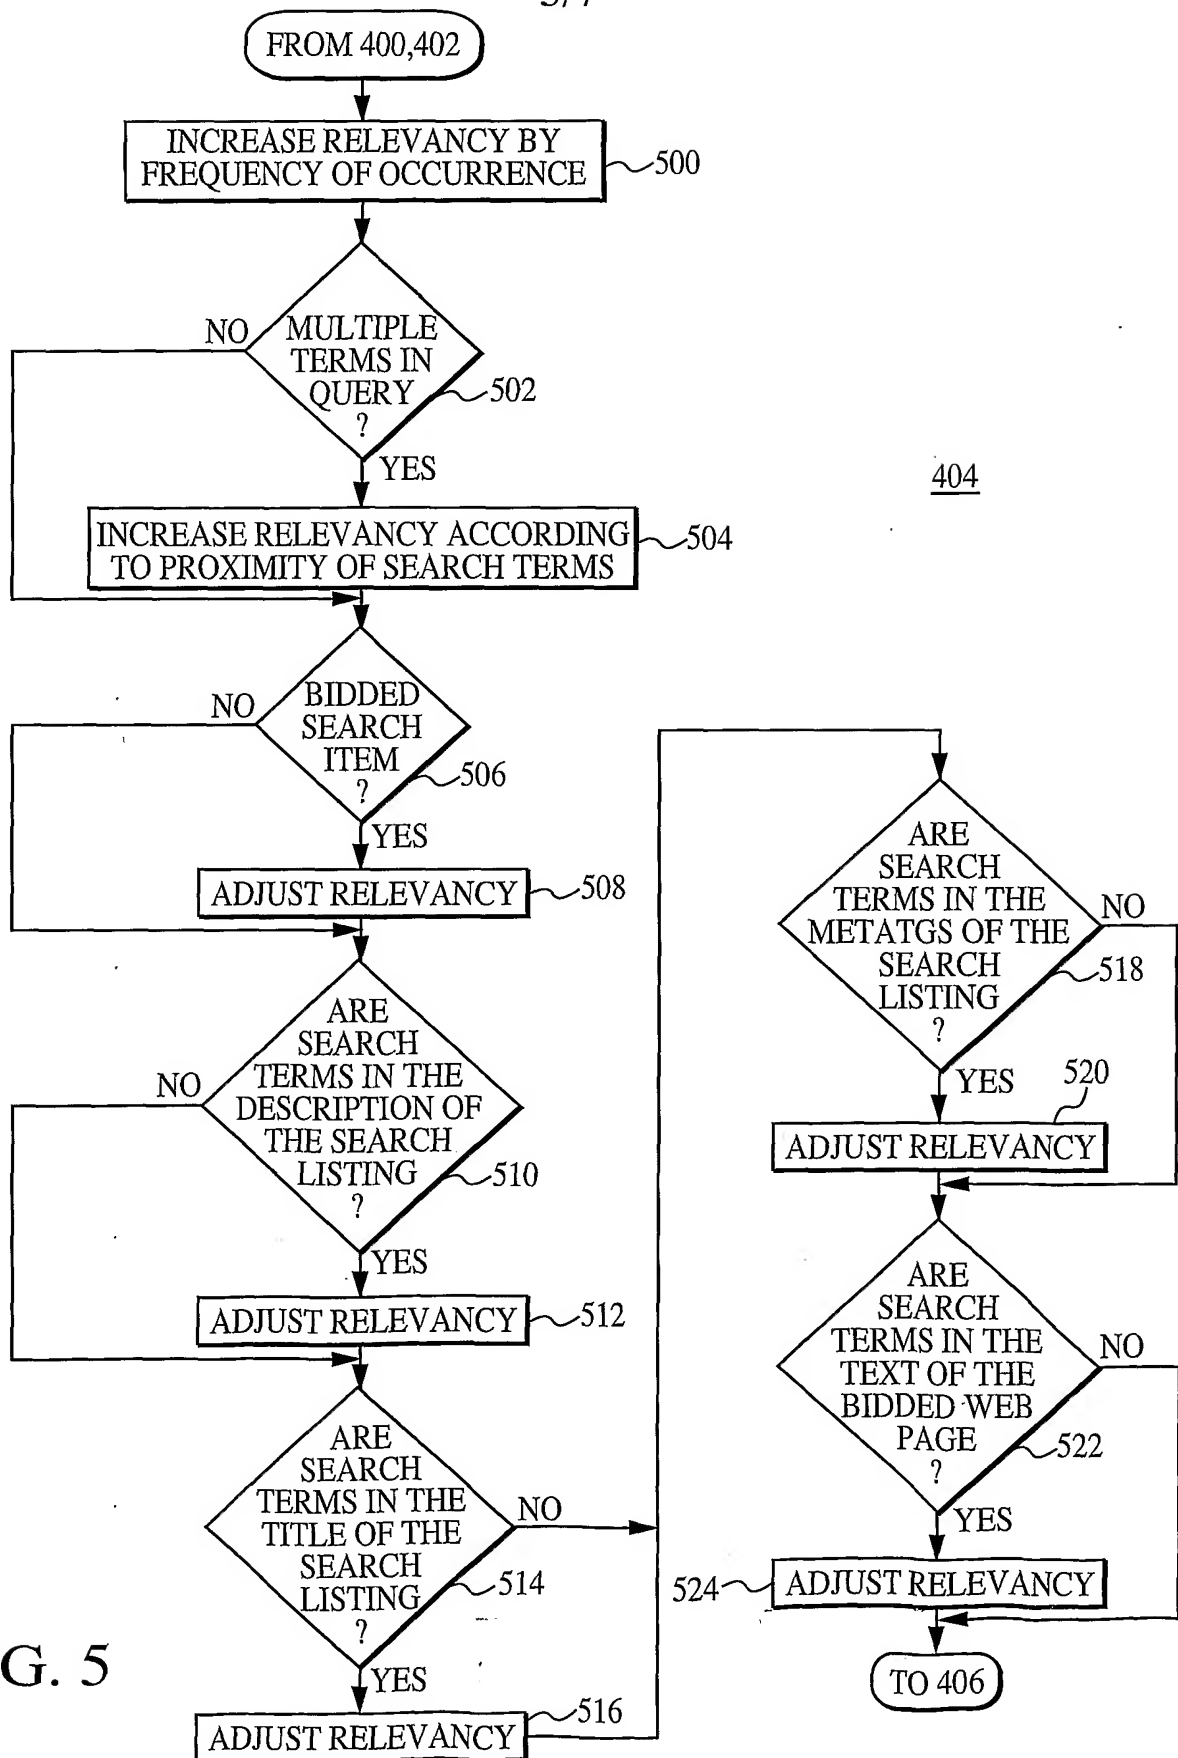 FROM 400,402
INCREASE RELEVANCY BY
FREQUENCY OF OCCURRENCE
500
NO
MULTIPLE
TERMS IN
QUERY
?
502
YES
404
INCREASE RELEVANCY ACCORDING
TO PROXIMITY OF SEARCH TERMS
504
NO
BIDDED
SEARCH
ITEM
?
506
YES
ADJUST RELEVANCY
508
NO
ARE
SEARCH
TERMS IN THE
DESCRIPTION OF
THE SEARCH
LISTING
?
510
YES
ADJUST RELEVANCY
512
ARE
SEARCH
TERMS IN THE
TITLE OF THE
SEARCH
LISTING
?
NO
514
YES
ADJUST RELEVANCY
516
ARE
SEARCH
TERMS IN THE
METATGS OF THE
SEARCH
LISTING
?
NO
518
YES
520
ADJUST RELEVANCY
ARE
SEARCH
TERMS IN THE
TEXT OF THE
BIDDED WEB
PAGE
?
NO
522
YES
524
ADJUST RELEVANCY
TO 406
G. 5